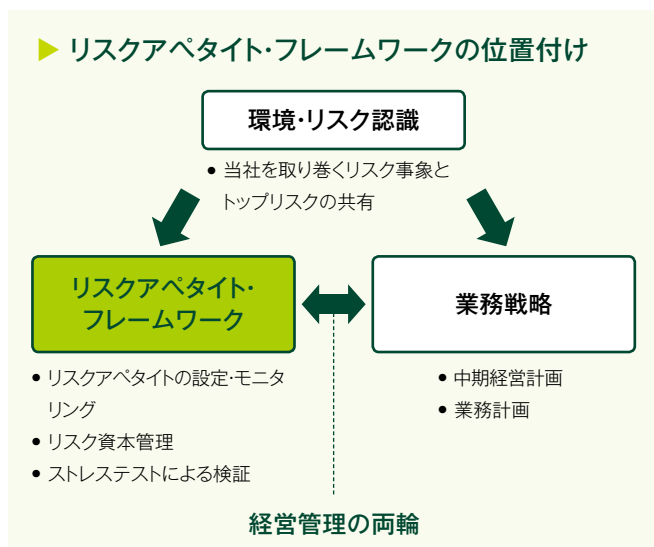 ▶ リスクアペタイト・フレームワークの位置付け
環境・リスク認識
• 当社を取り巻くリスク事象と
トップリスクの共有
リスクアペタイト・
フレームワーク
業務戦略
• リスクアペタイトの設定・モニタ
リング
• リスク資本管理
• ストレステストによる検証
• 中期経営計画
• 業務計画
経営管理の両輪